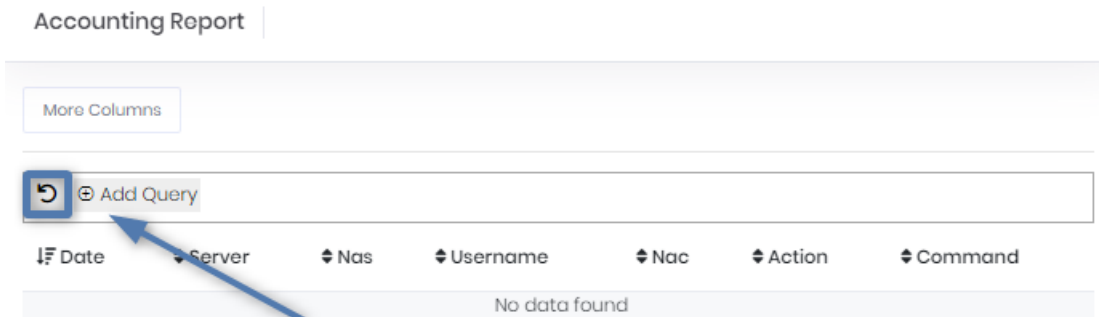 Accounting Report
More Columns
Add Query
Date Server Nas Username Nac Action Command
No data found